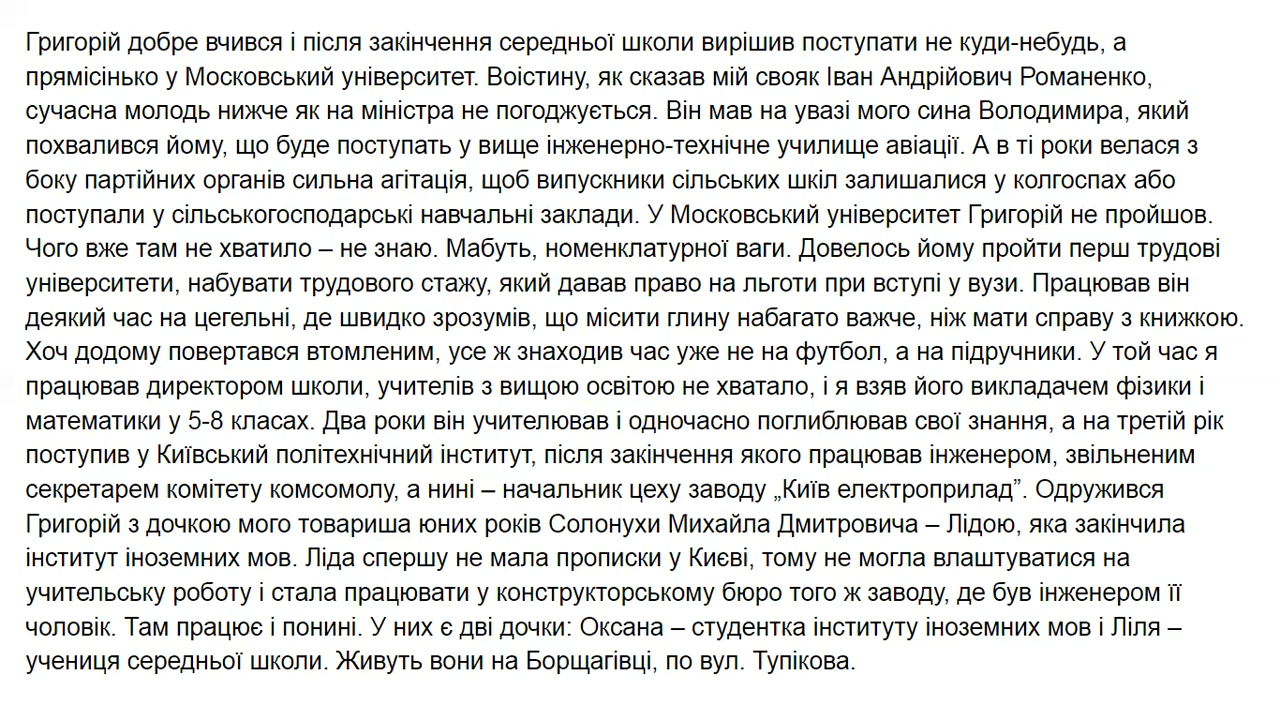 Григорій добре вчився і після закінчення середньої школи вирішив поступати не куди-небудь, а
прямісінько у Московський університет. Воістину, як сказав мій свояк Іван Андрійович Романенко,
сучасна молодь нижче як на міністра не погоджується. Він мав на увазі мого сина Володимира, який
похвалився йому, що буде поступать у вище інженерно-технічне училище авіації. А в ті роки велася з
боку партійних органів сильна агітація, щоб випускники сільських шкіл залишалися у колгоспах або
поступали у сільськогосподарські навчальні заклади. У Московський університет Григорій не пройшов.
Чого вже там не хватило – не знаю. Мабуть, номенклатурної ваги. Довелось йому пройти перш трудові
університети, набувати трудового стажу, який давав право на льготи при вступі у вузи. Працював він
деякий час на цегельні, де швидко зрозумів, що місити глину набагато важче, ніж мати справу з книжкою.
Хоч додому повертався втомленим, усе ж знаходив час уже не на футбол, а на підручники. У той час я
працював директором школи, учителів з вищою освітою не хватало, і я взяв його викладачем фізики і
математики у 5-8 класах. Два роки він учителював і одночасно поглиблював свої знання, а на третій рік
поступив у Київський політехнічний інститут, після закінчення якого працював інженером, звільненим
секретарем комітету комсомолу, а нині – начальник цеху заводу „Київ електроприлад”. Одружився
Григорій з дочкою мого товариша юних років Солонухи Михайла Дмитровича – Лідою, яка закінчила
інститут іноземних мов. Ліда спершу не мала прописки у Києві, тому не могла влаштуватися на
учительську роботу і стала працювати у конструкторському бюро того ж заводу, де був інженером її
чоловік. Там працює і понині. У них є дві дочки: Оксана – студентка інституту іноземних мов і Ліля –
учениця середньої школи. Живуть вони на Борщагівці, по вул. Тупікова.